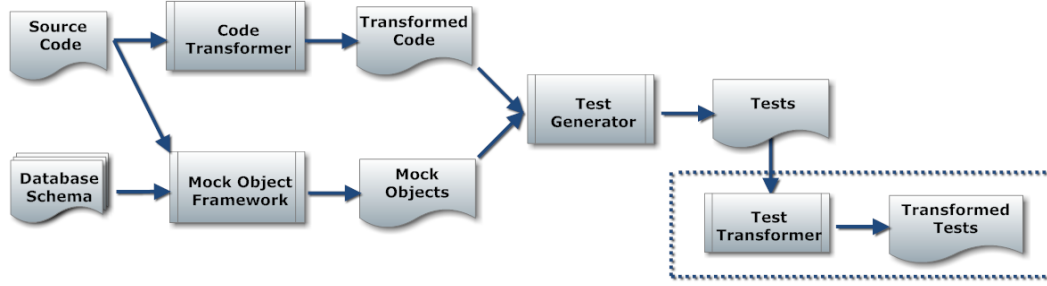 Source
Code
Code
Transformer
Transformed
Code
Test
Generator
Tests
Database
Schema
Mock Object
Framework
Mock
Objects
Test
Transformer
Transformed
Tests